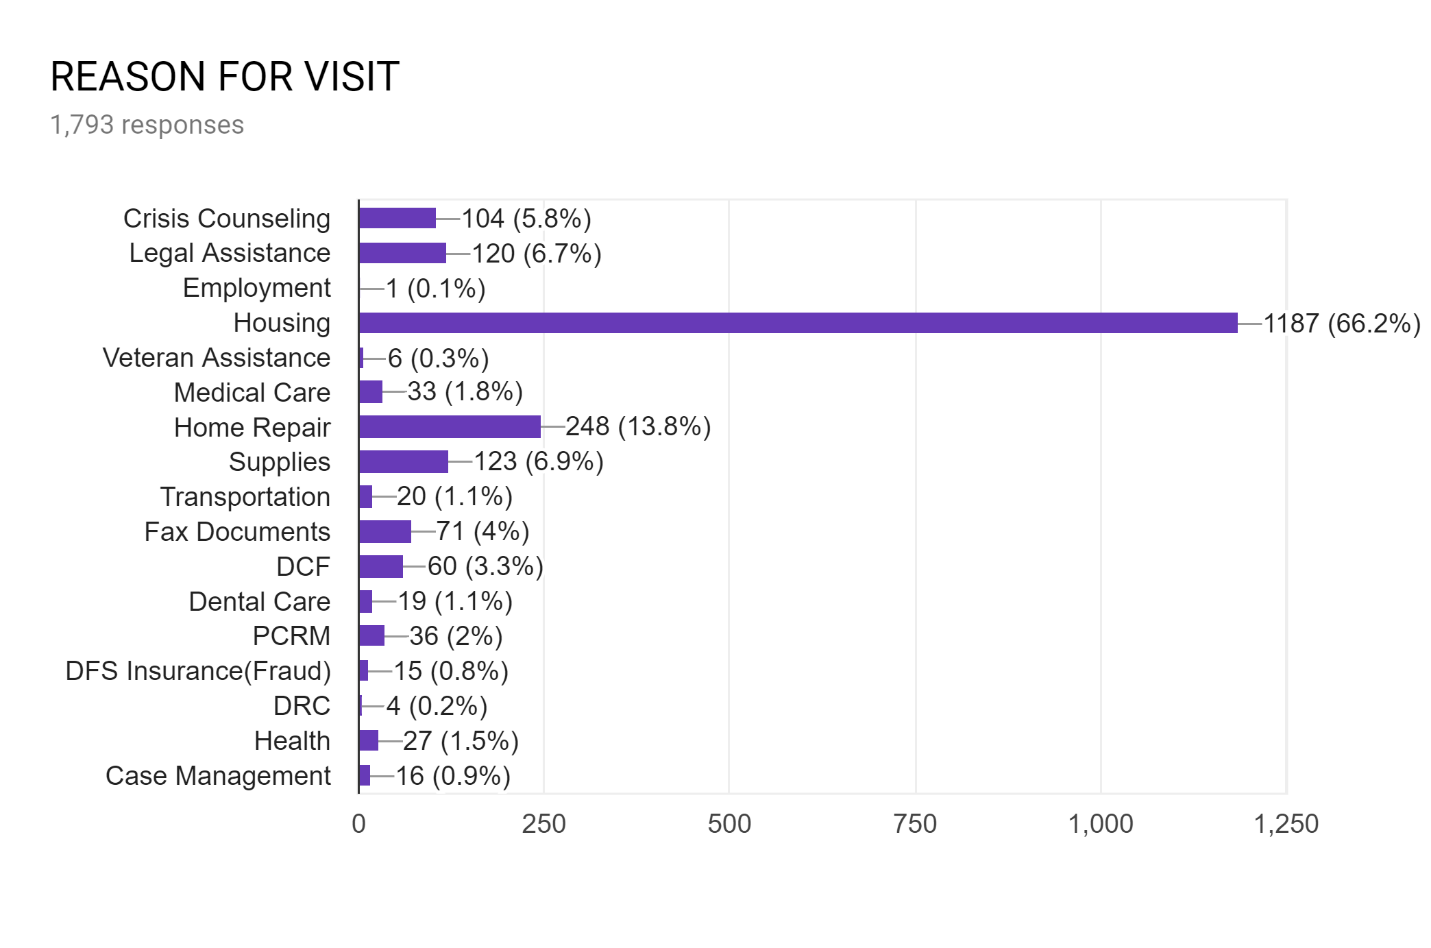 REASON FOR VISIT
1,793 responses
Crisis Counseling 104 (5.8%)
Legal Assistance 120 (6.7%)
Employment 1 (0.1%)
Housing 1187 (66.2%)
Veteran Assistance 6 (0.3%)
Medical Care 33 (1.8%)
Home Repair 248 (13.8%)
Supplies 123 (6.9%)
Transportation 20 (1.1%)
Fax Documents 71 (4%)
DCF 60 (3.3%)
Dental Care 19 (1.1%)
PCRM 36 (2%)
DFS Insurance(Fraud) 15 (0.8%)
DRC 4 (0.2%)
Health 27 (1.5%)
Case Management 16 (0.9%)
0 250 500 750 1,000 1,250